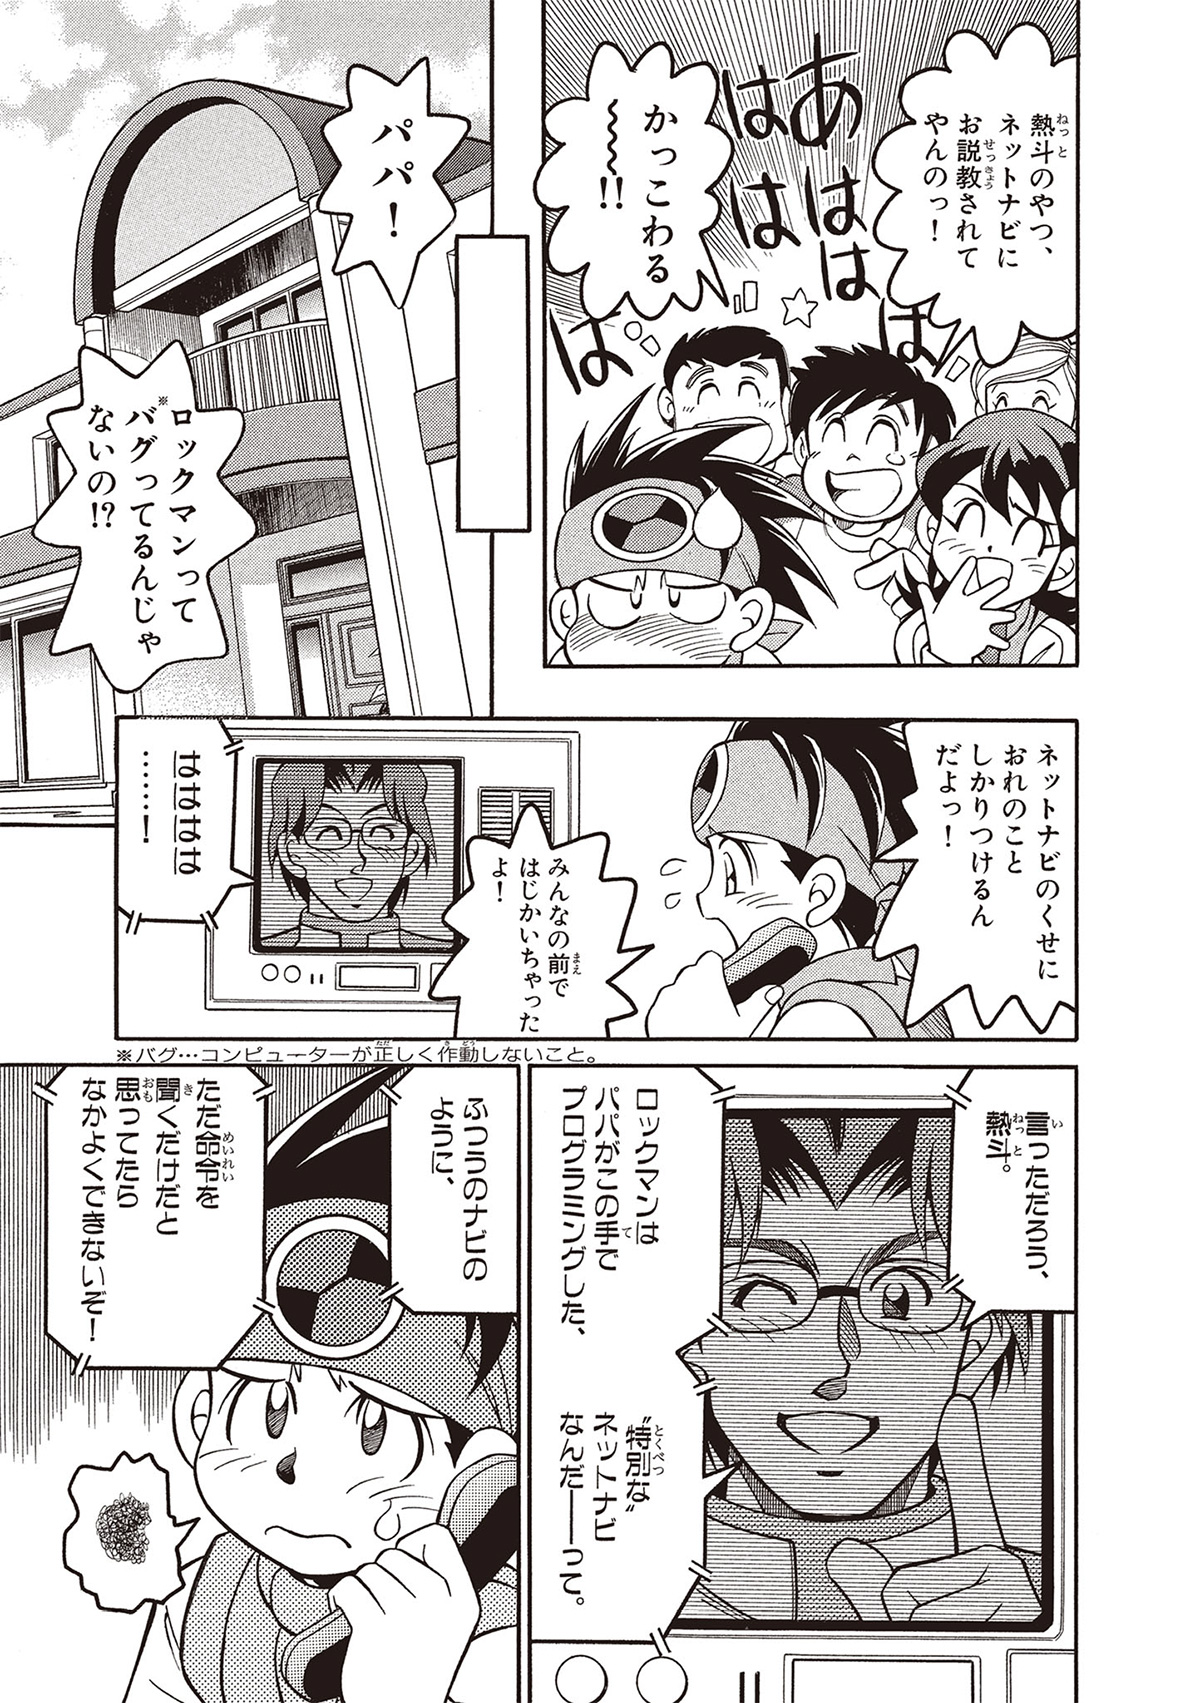 熱斗のやつ、
ネットナビに
お説教されて
やんのっ！
あははは
ははは
は
かっこわる
〜〜!!
パパ！
ロックマンって
※バグってるんじゃ
ないの!?
ネットナビのくせに
おれのこと
しかりつけるん
だよっ！
みんなの前で
はじかいちゃった
よ！
はははは
……！
※バグ…コンピューターが正しく作動しないこと。
言っただろう、
熱斗。
ロックマンは
パパがこの手で
プログラミングした、
〝特別な〟
ネットナビ
なんだ――って。
ふつうのナビの
ように、
ただ命令を
聞くだけだと
思ってたら
なかよくできないぞ！